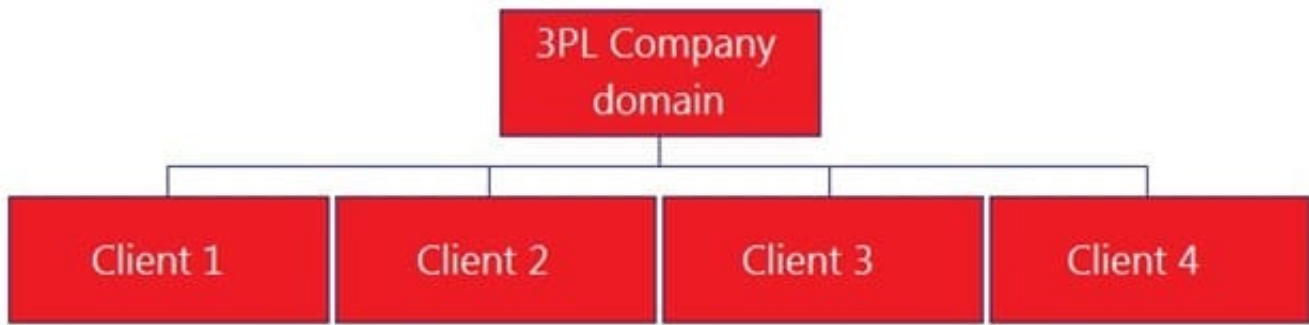 3PL Company
domain
Client 1
Client 2
Client 3
Client 4